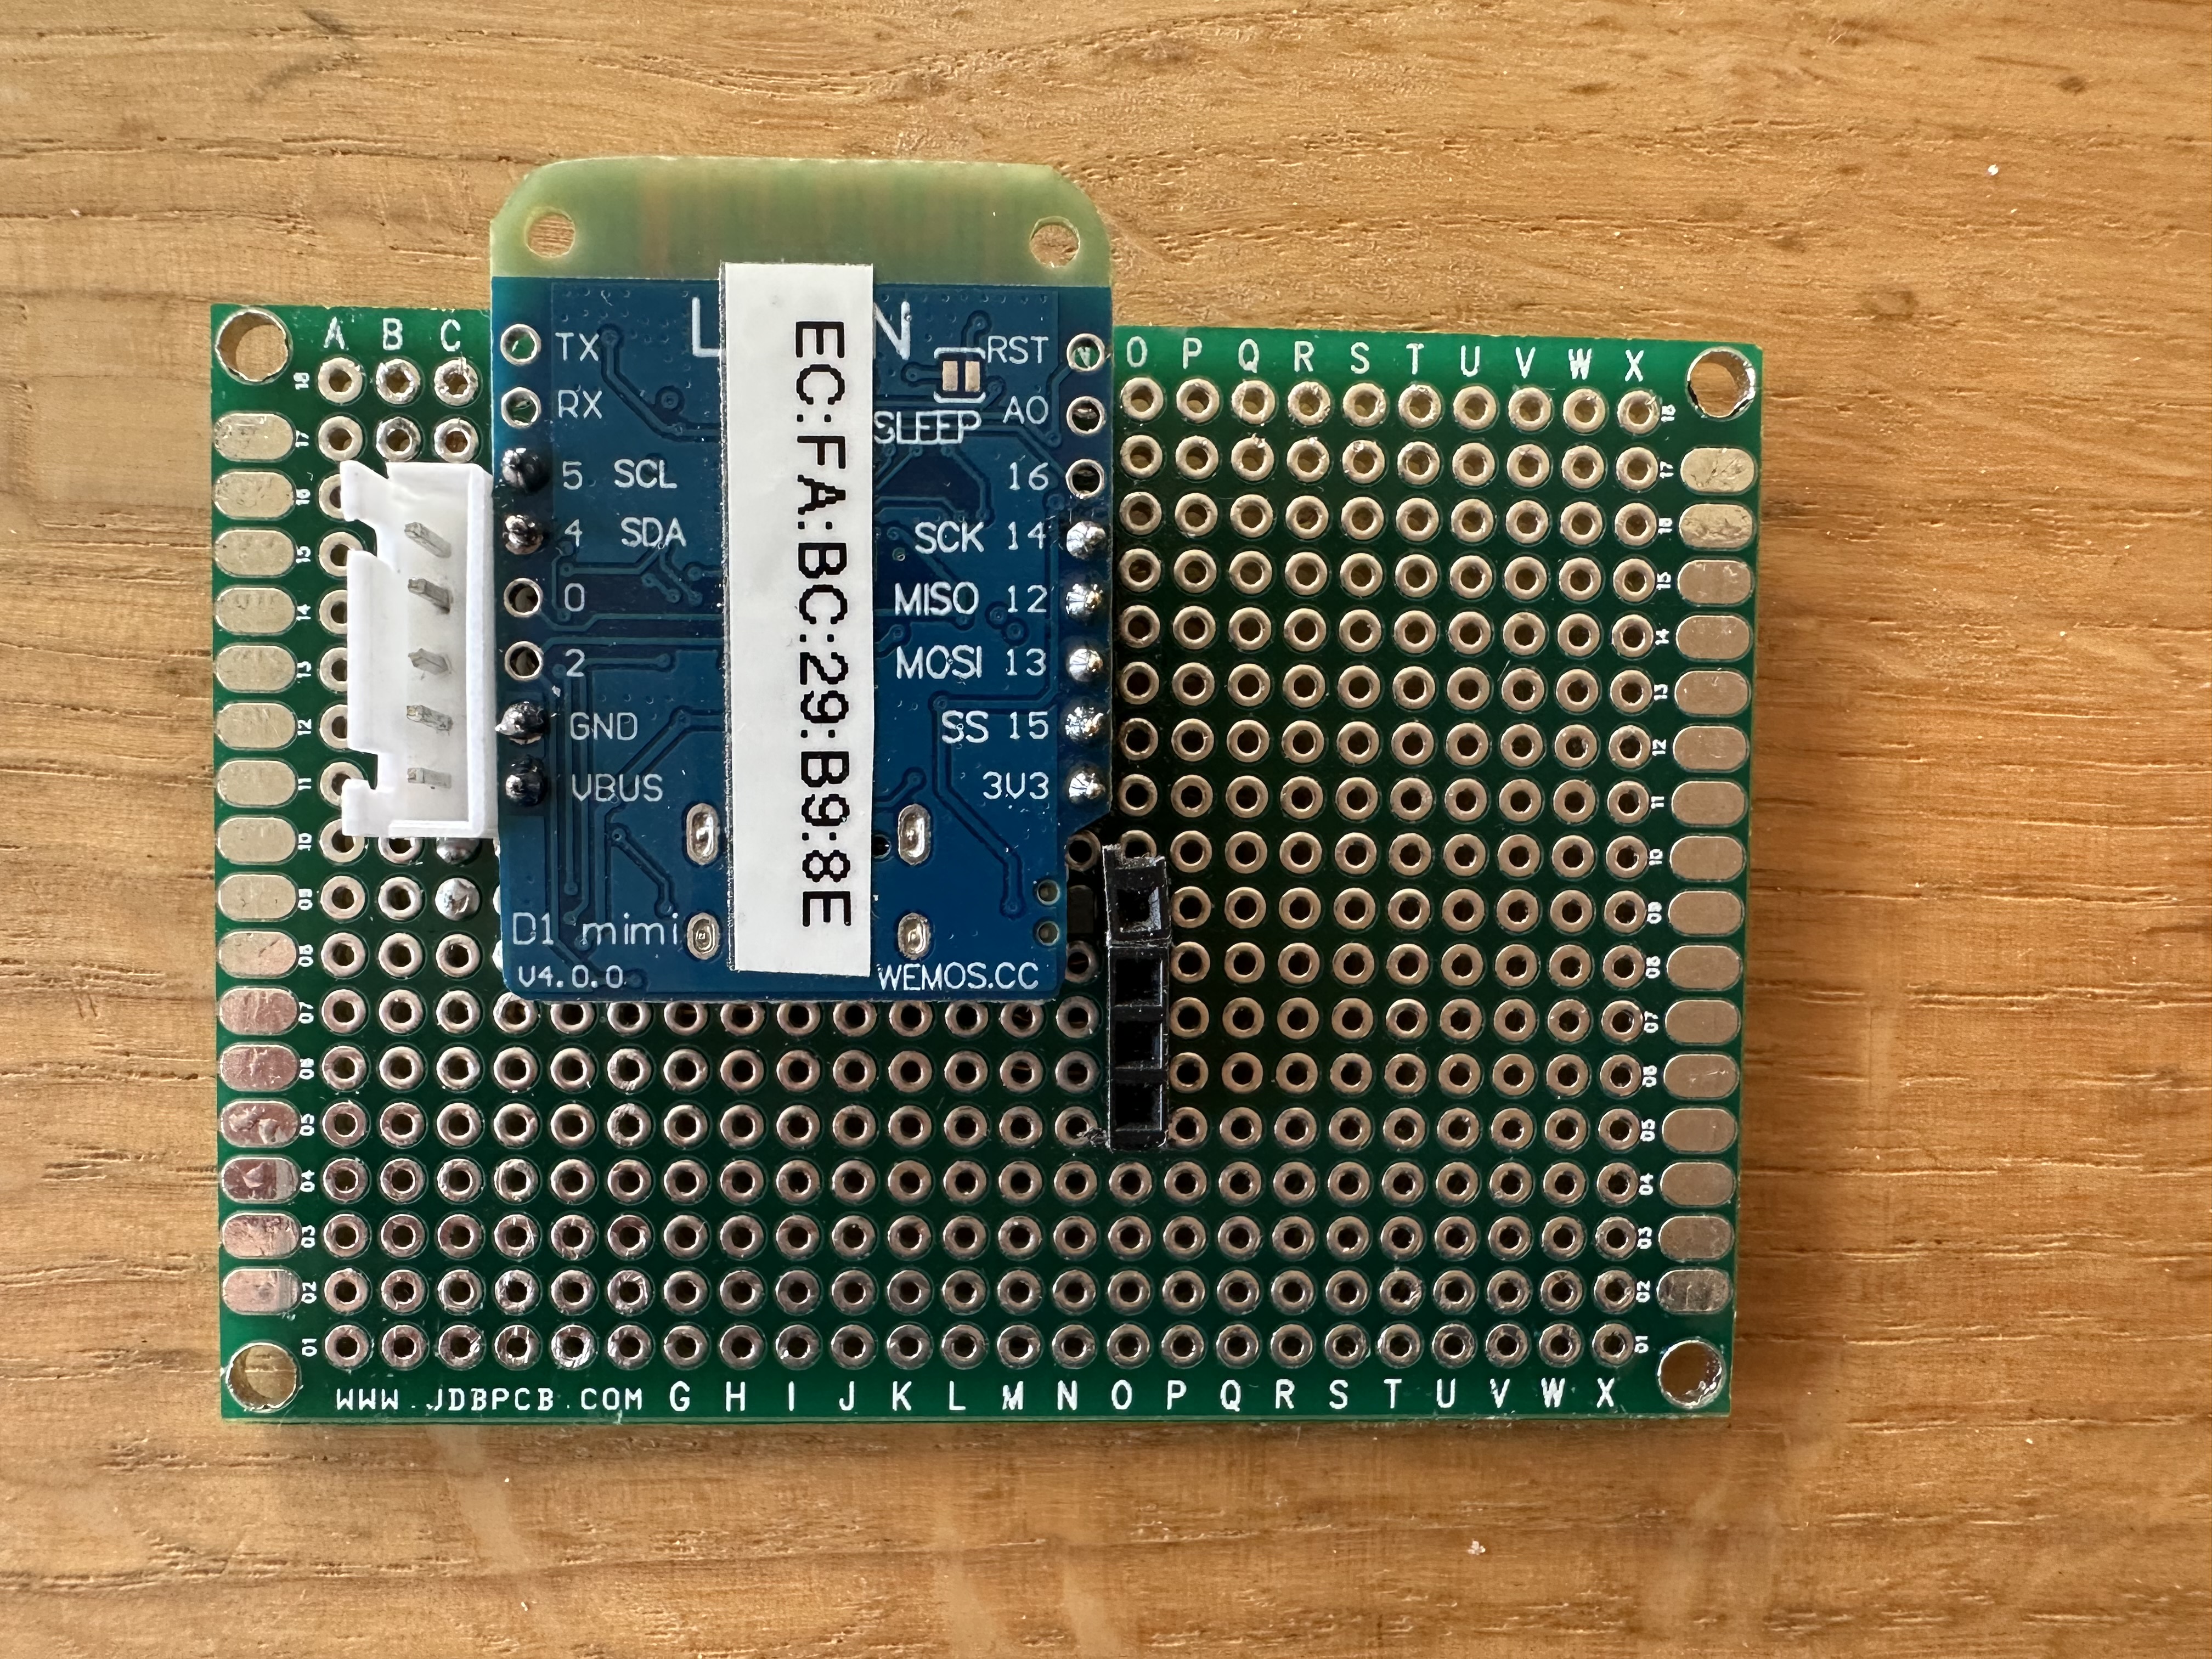 01 02 03 04 05 06 07 08 09 10 11 12 13 14 15 16 17 18
WWW.JDBPCB.COM
A
B
C
D1 mini
V4.0.0
VBUS
GND
2
0
4 SDA
5 SCL
RX
TX
EC:FA:BC:29:B9:8E
WEMOS.CC
3V3
SS 15
MOSI 13
MISO 12
SCK 14
16
SLEEP
A0
RST
G
H
I
J
K
L
M
N
O
P
Q
R
S
T
U
V
W
X
O
P
Q
R
S
T
U
V
W
X
01 02 03 04 05 06 07 08 09 10 11 12 13 14 15 16 17 18